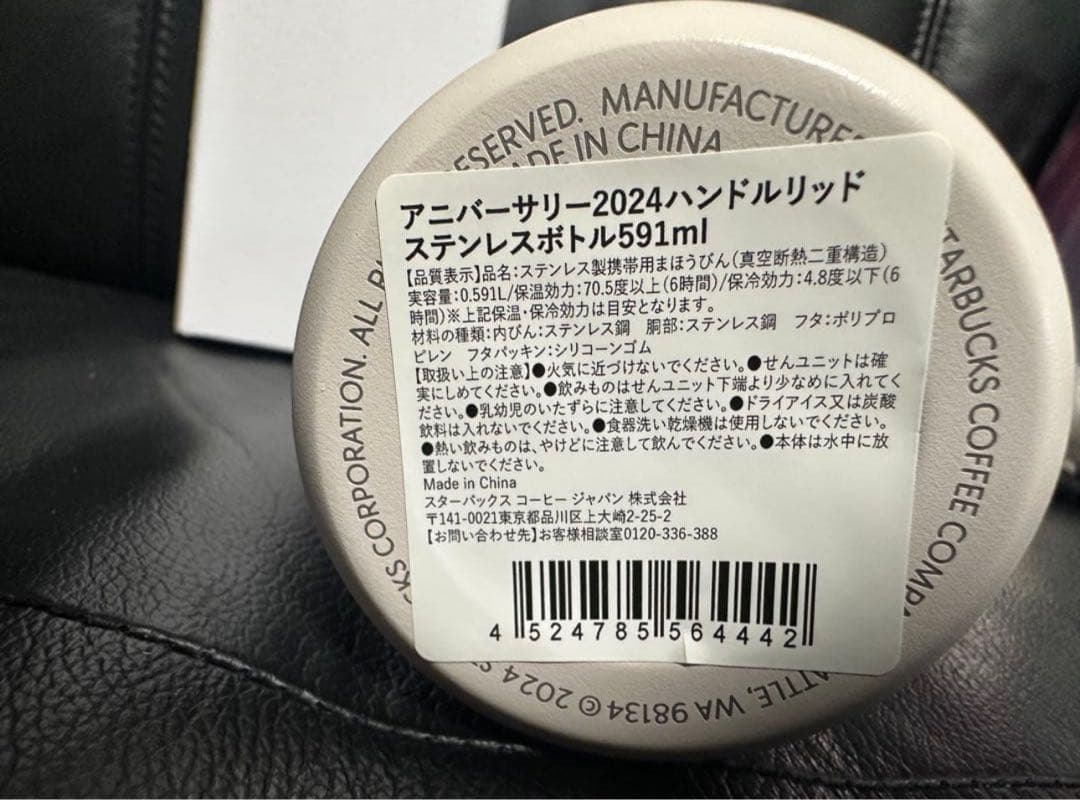 アニバーサリー2024ハンドルリッド
ステンレスボトル591ml
【品質表示】品名:ステンレス製携帯用まほうびん(真空断熱二重構造)
実容量:0.591L/保温効力:70.5度以上(6時間)/保冷効力:4.8度以下(6
時間)※上記保温・保冷効力は目安となります。
材料の種類:内びん:ステンレス鋼 胴部:ステンレス鋼 フタ:ポリプロ
ピレン フタパッキン:シリコーンゴム
【取扱い上の注意】●火気に近づけないでください。●せんユニットは確
実にしめてください。●飲みものはせんユニット下端より少なめに入れてく
ださい。●乳幼児のいたずらに注意してください。●ドライアイス又は炭酸
飲料は入れないでください。●食器洗い乾燥機は使用しないでください。
●熱い飲みものは、やけどに注意して飲んでください。●本体は水中に放
置しないでください。
Made in China
スターバックス コーヒー ジャパン 株式会社
〒141-0021東京都品川区上大崎2-25-2
【お問い合わせ先】お客様相談室0120-336-388
4 524785 564442
MANUFACTURE
IN CHINA
STARBUCKS COFFEE
WA 98134 © 2024
CORPORATION. ALL